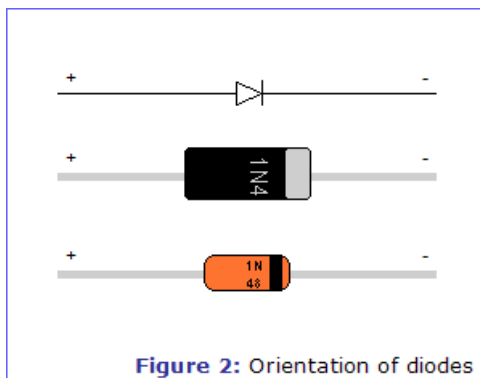 + -
+ -
1N4
+ -
1N
48
Figure 2: Orientation of diodes